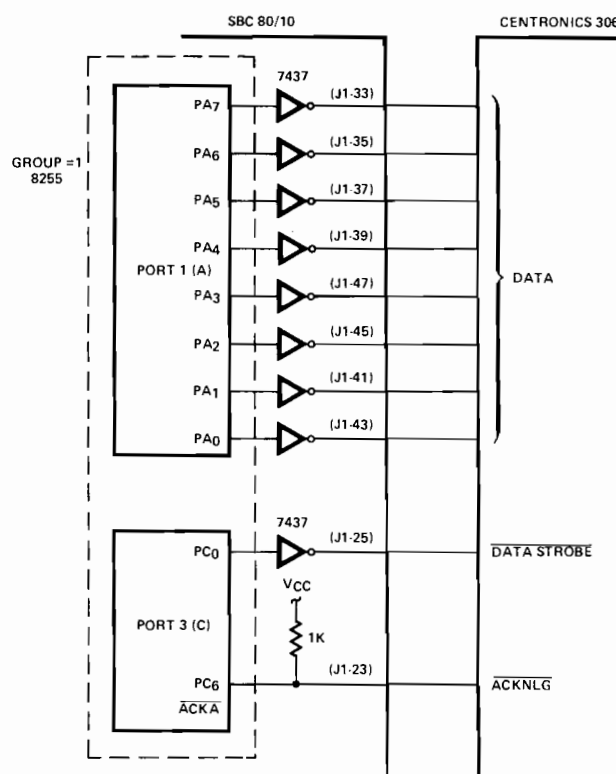 SBC 80/10
CENTRONICS 306
GROUP =1
8255
7437
PA7
(J1-33)
PA6
(J1-35)
PA5
(J1-37)
PA4
(J1-39)
PORT 1 (A)
DATA
PA3
(J1-47)
PA2
(J1-45)
PA1
(J1-41)
PA0
(J1-43)
7437
PC0
(J1-25)
DATA STROBE
VCC
PORT 3 (C)
1K
PC6
(J1-23)
ACKNLG
ACKA